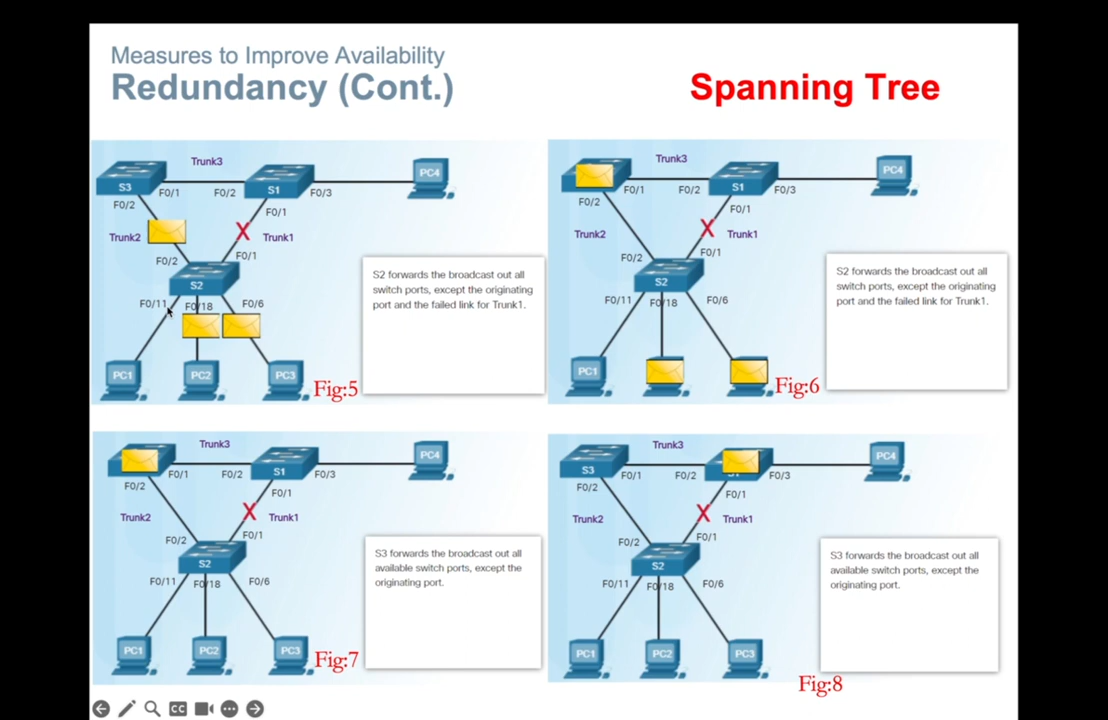 Measures to Improve Availability
Redundancy (Cont.)
Spanning Tree
Trunk3
S3
F0/1
F0/2
S1
F0/3
PC4
F0/2
F0/1
Trunk2
Trunk1
F0/2
F0/1
S2
F0/11
F0/18
F0/6
PC1
PC2
PC3
Fig:5
S2 forwards the broadcast out all
switch ports, except the originating
port and the failed link for Trunk1.
Trunk3
F0/1
F0/2
S1
F0/3
PC4
F0/2
F0/1
Trunk2
Trunk1
F0/2
F0/1
S2
F0/11
F0/18
F0/6
PC1
Fig:6
S2 forwards the broadcast out all
switch ports, except the originating
port and the failed link for Trunk1.
Trunk3
F0/1
F0/2
S1
F0/3
PC4
F0/2
F0/1
Trunk2
Trunk1
F0/2
F0/1
S2
F0/11
F0/18
F0/6
PC1
PC2
PC3
Fig:7
S3 forwards the broadcast out all
available switch ports, except the
originating port.
Trunk3
S3
F0/1
F0/2
F0/3
PC4
F0/2
F0/1
Trunk2
Trunk1
F0/2
F0/1
S2
F0/11
F0/18
F0/6
PC1
PC2
PC3
Fig:8
S3 forwards the broadcast out all
available switch ports, except the
originating port.
CC